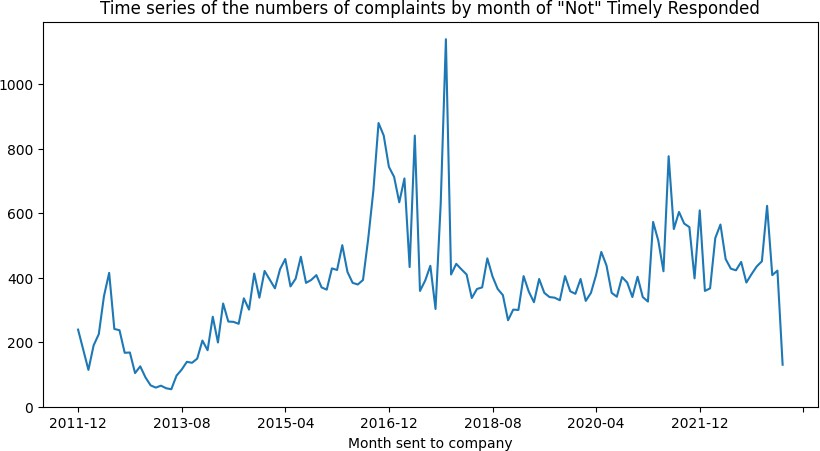 Time series of the numbers of complaints by month of "Not" Timely Responded
1000
800
600
400
200
0
2011-12 2013-08 2015-04 2016-12 2018-08 2020-04 2021-12
Month sent to company